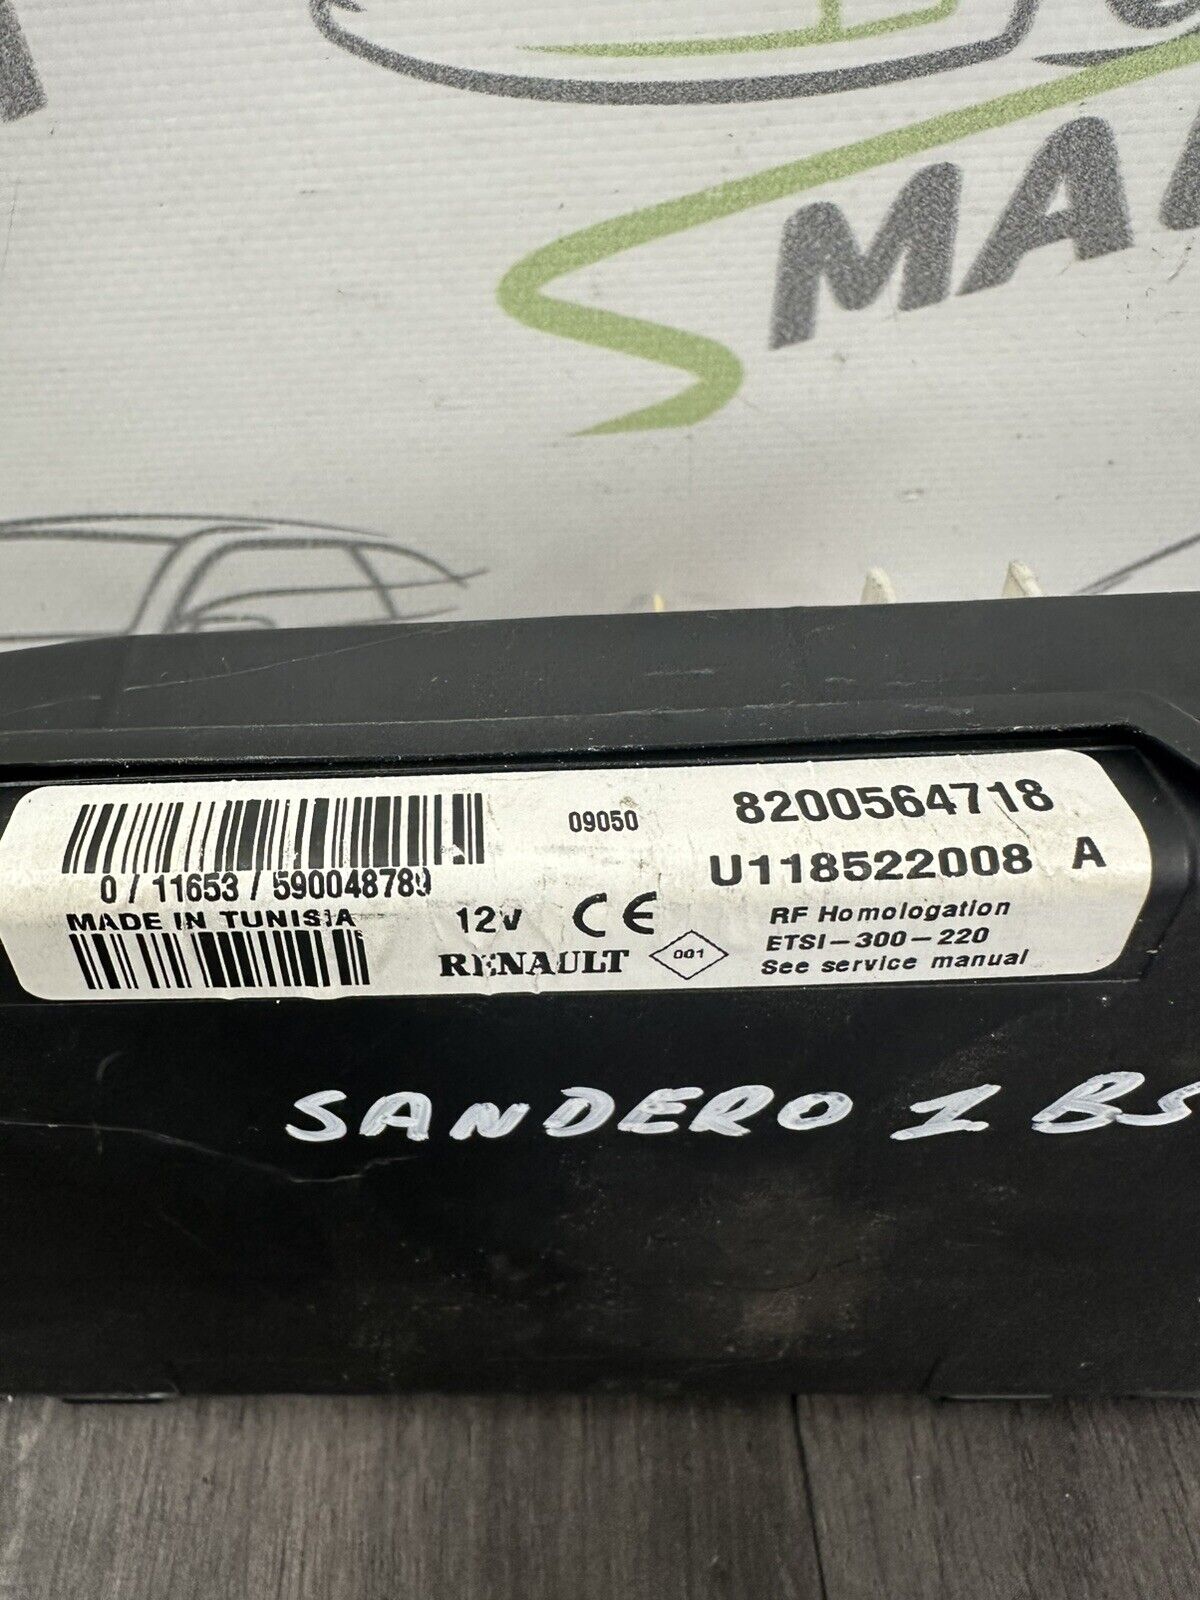 MA
0 / 11653 / 590048789
MADE IN TUNISIA
09050
12V CE
RENAULT 001
8200564718
U118522008 A
RF Homologation
ETSI-300-220
See service manual
SANDERO 1 BS